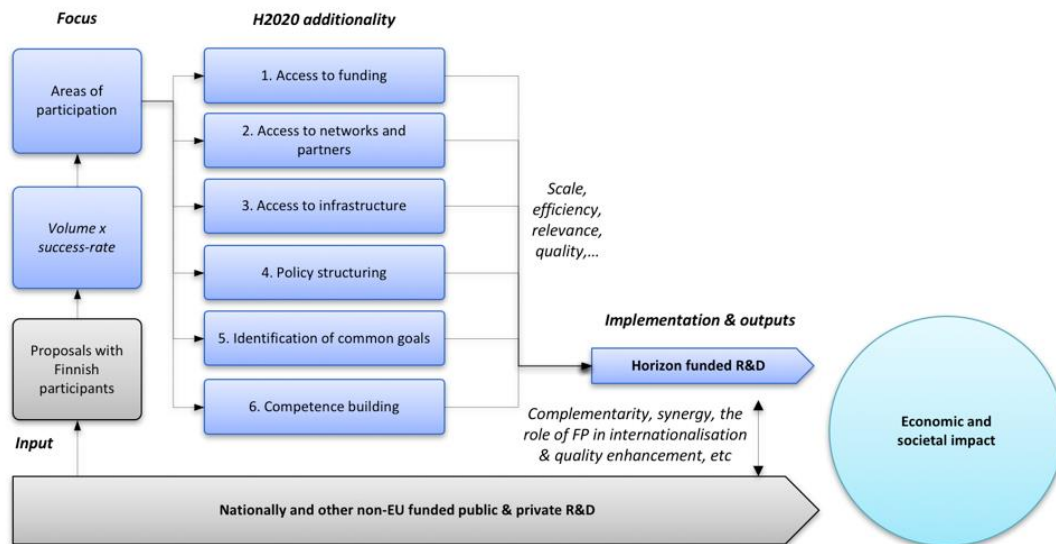 Focus
H2020 additionality
Areas of
participation
Volume x
success-rate
Proposals with
Finnish
participants
Input
1. Access to funding
2. Access to networks and
partners
3. Access to infrastructure
4. Policy structuring
5. Identification of common goals
6. Competence building
Scale,
efficiency,
relevance,
quality,...
Implementation & outputs
Horizon funded R&D
Complementarity, synergy, the
role of FP in internationalisation
& quality enhancement, etc
Nationally and other non-EU funded public & private R&D
Economic and
societal impact